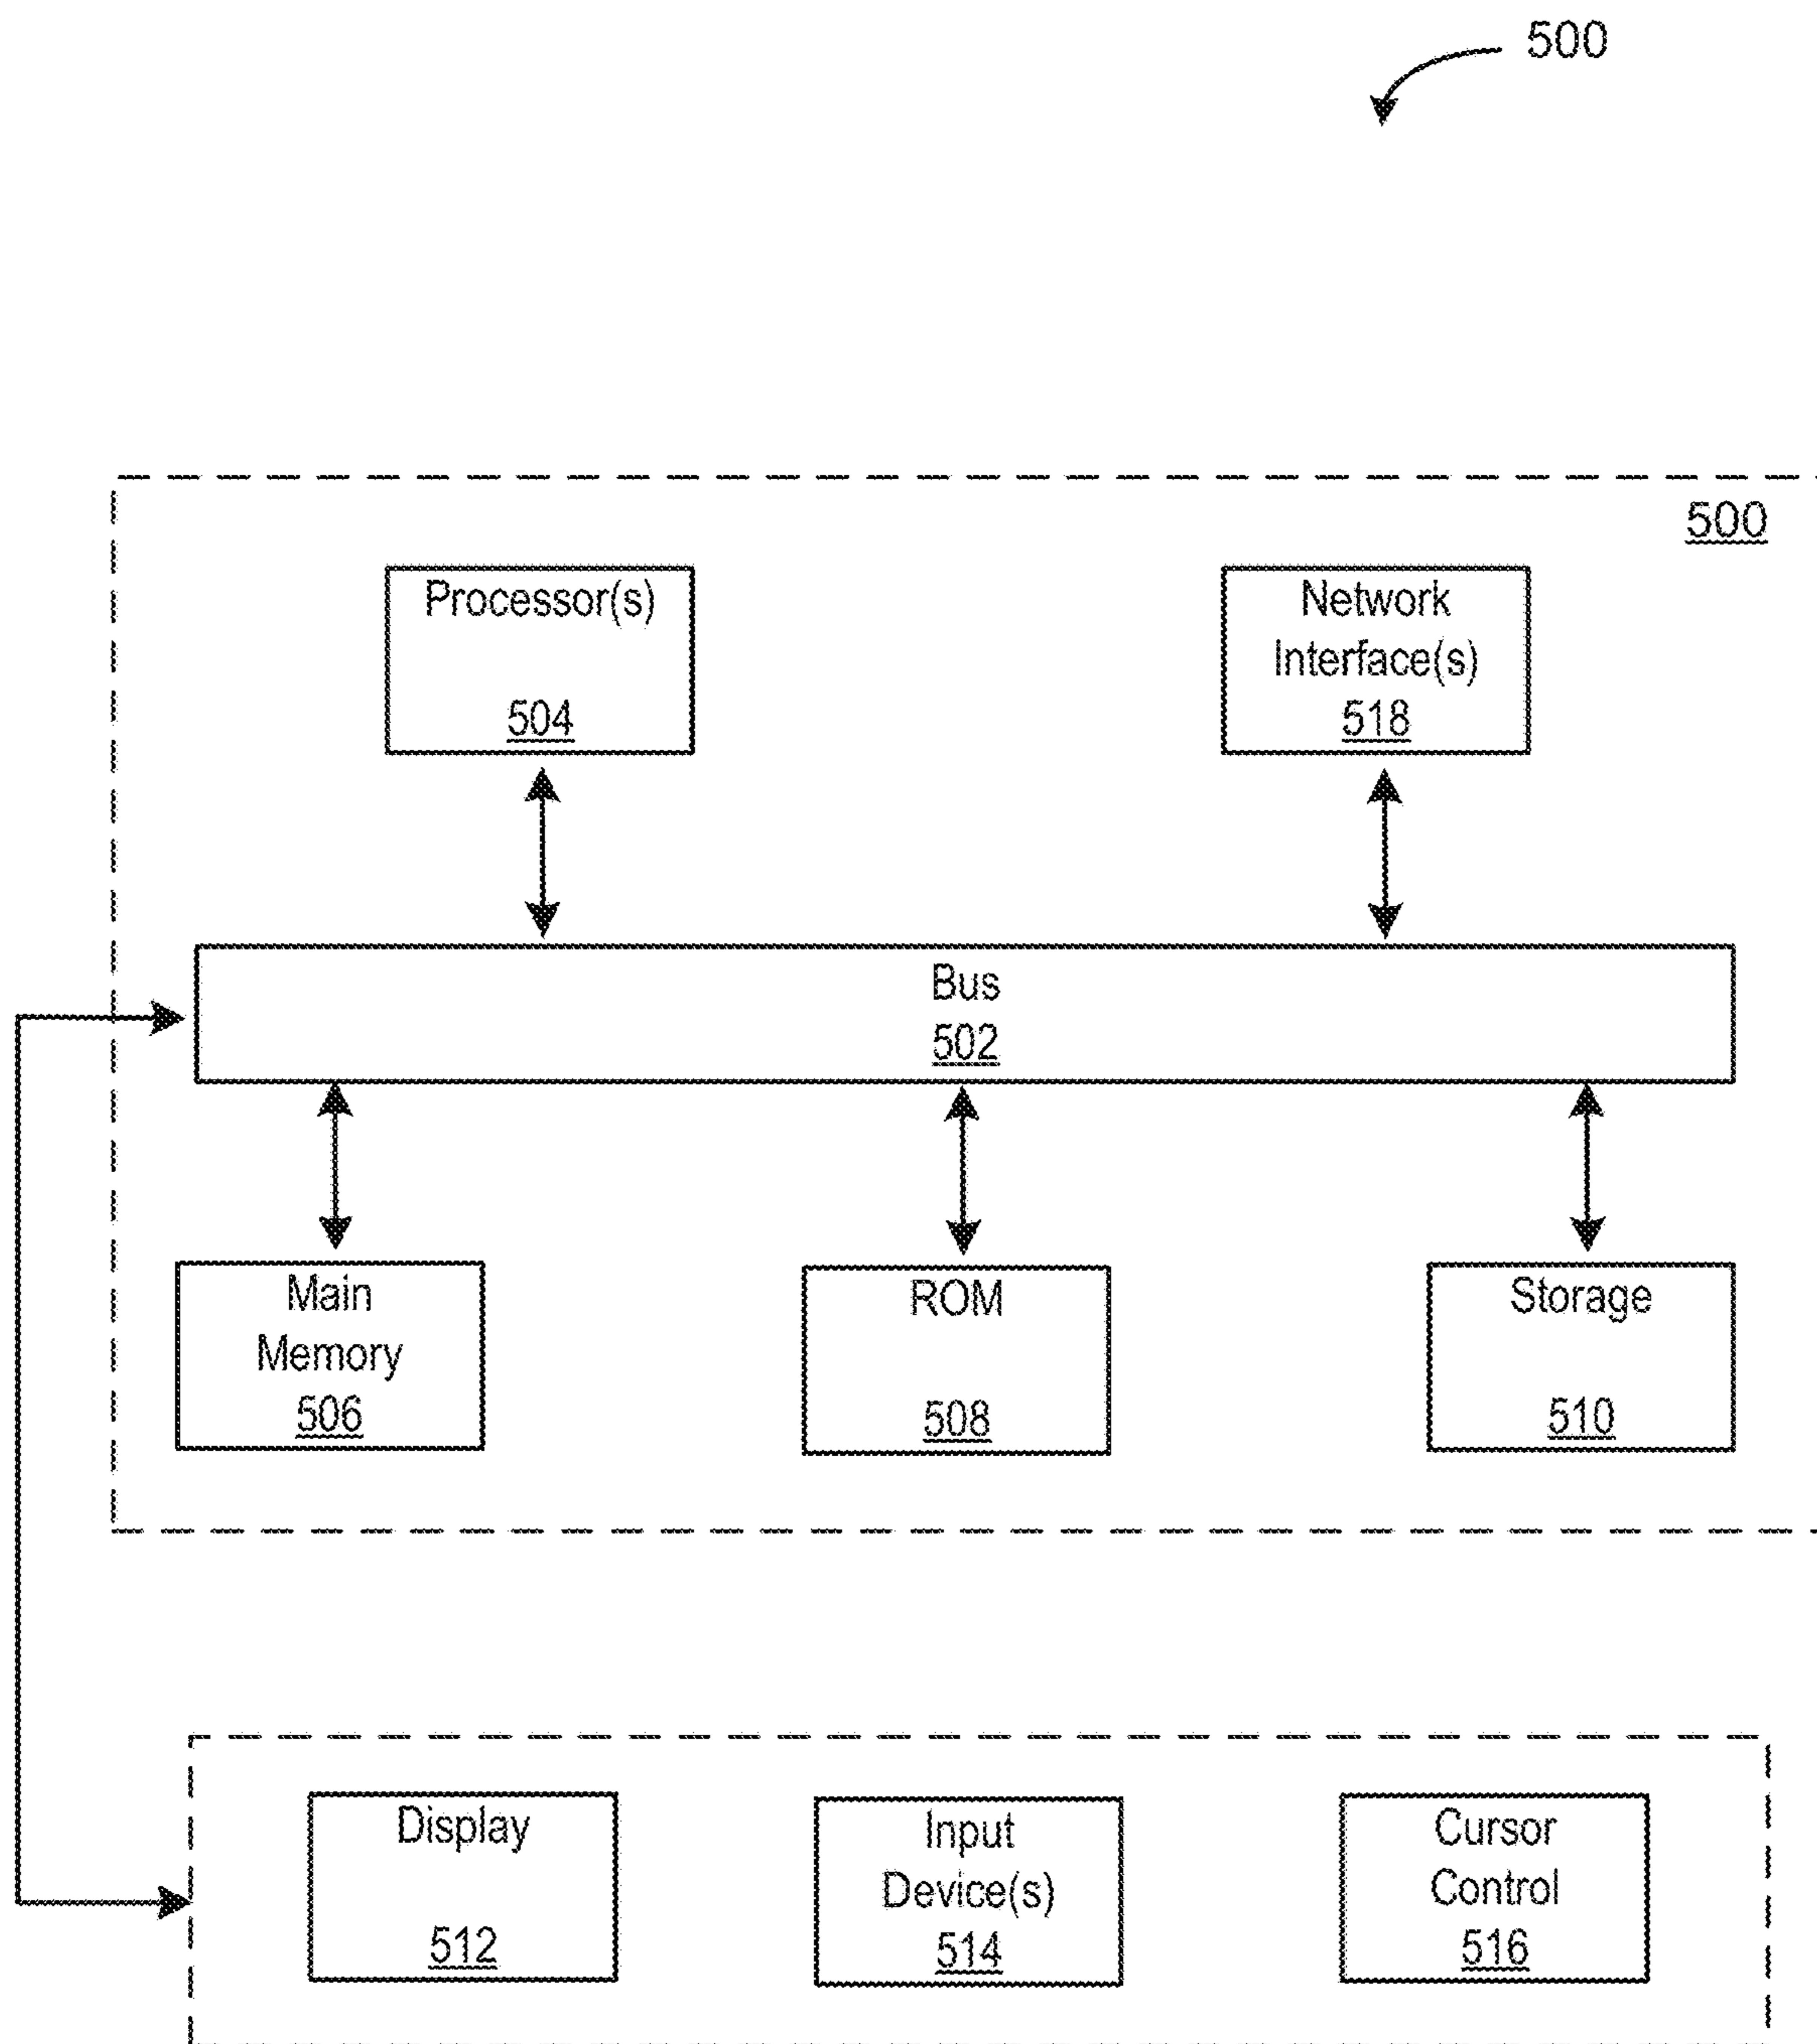 500
500
Processor(s)
504
Network
Interface(s)
518
Bus
502
Main
Memory
506
ROM
508
Storage
510
Display
512
Input
Device(s)
514
Cursor
Control
516